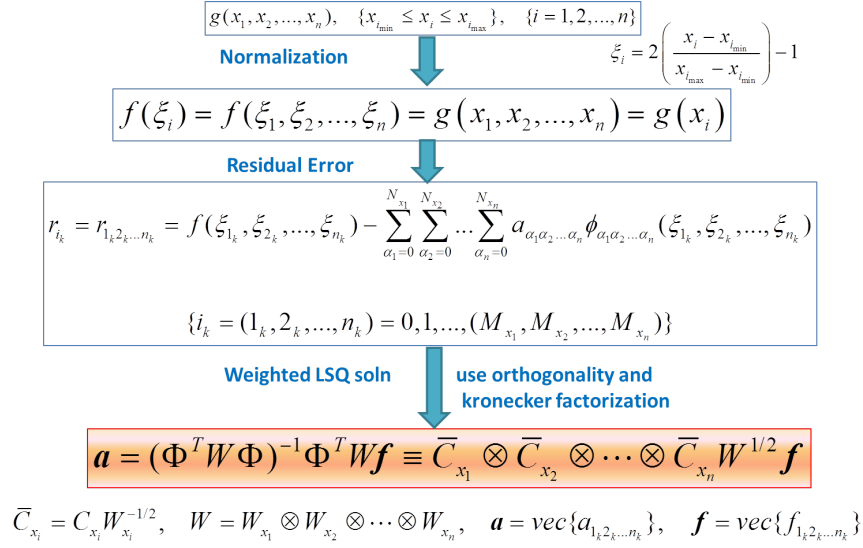 g(x_1, x_2, ..., x_n), {x_{i_min} ≤ x_i ≤ x_{i_max}}, {i = 1, 2, ..., n}
Normalization
ξ_i = 2((x_i − x_{i_min}) / (x_{i_max} − x_{i_min})) − 1
f(ξ_i) = f(ξ_1, ξ_2, ..., ξ_n) = g(x_1, x_2, ..., x_n) = g(x_i)
Residual Error
r_{i_k} = r_{1_k 2_k ... n_k} = f(ξ_{1_k}, ξ_{2_k}, ..., ξ_{n_k}) − ∑_{α_1=0}^{N_{x_1}} ∑_{α_2=0}^{N_{x_2}} ... ∑_{α_n=0}^{N_{x_n}} a_{α_1 α_2 ... α_n} ϕ_{α_1 α_2 ... α_n}(ξ_{1_k}, ξ_{2_k}, ..., ξ_{n_k})
{i_k = (1_k, 2_k, ..., n_k) = 0, 1, ..., (M_{x_1}, M_{x_2}, ..., M_{x_n})}
Weighted LSQ soln
use orthogonality and
kronecker factorization
a = (Φ^T W Φ)^{−1} Φ^T W f ≡ C̅_{x_1} ⊗ C̅_{x_2} ⊗ ⋯ ⊗ C̅_{x_n} W^{1/2} f
C̅_{x_i} = C_{x_i} W_{x_i}^{−1/2}, W = W_{x_1} ⊗ W_{x_2} ⊗ ⋯ ⊗ W_{x_n}, a = vec{a_{1_k 2_k ... n_k}}, f = vec{f_{1_k 2_k ... n_k}}